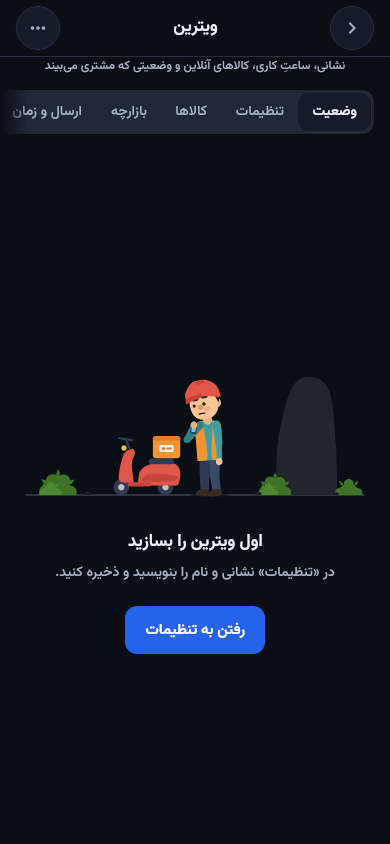 ویترین
نشانی، ساعتِ کاری، کالاهای آنلاین و وضعیتی که مشتری می‌بیند
وضعیت تنظیمات کالاها بازارچه ارسال و زمان
اول ویترین را بسازید
در «تنظیمات» نشانی و نام را بنویسید و ذخیره کنید.
رفتن به تنظیمات